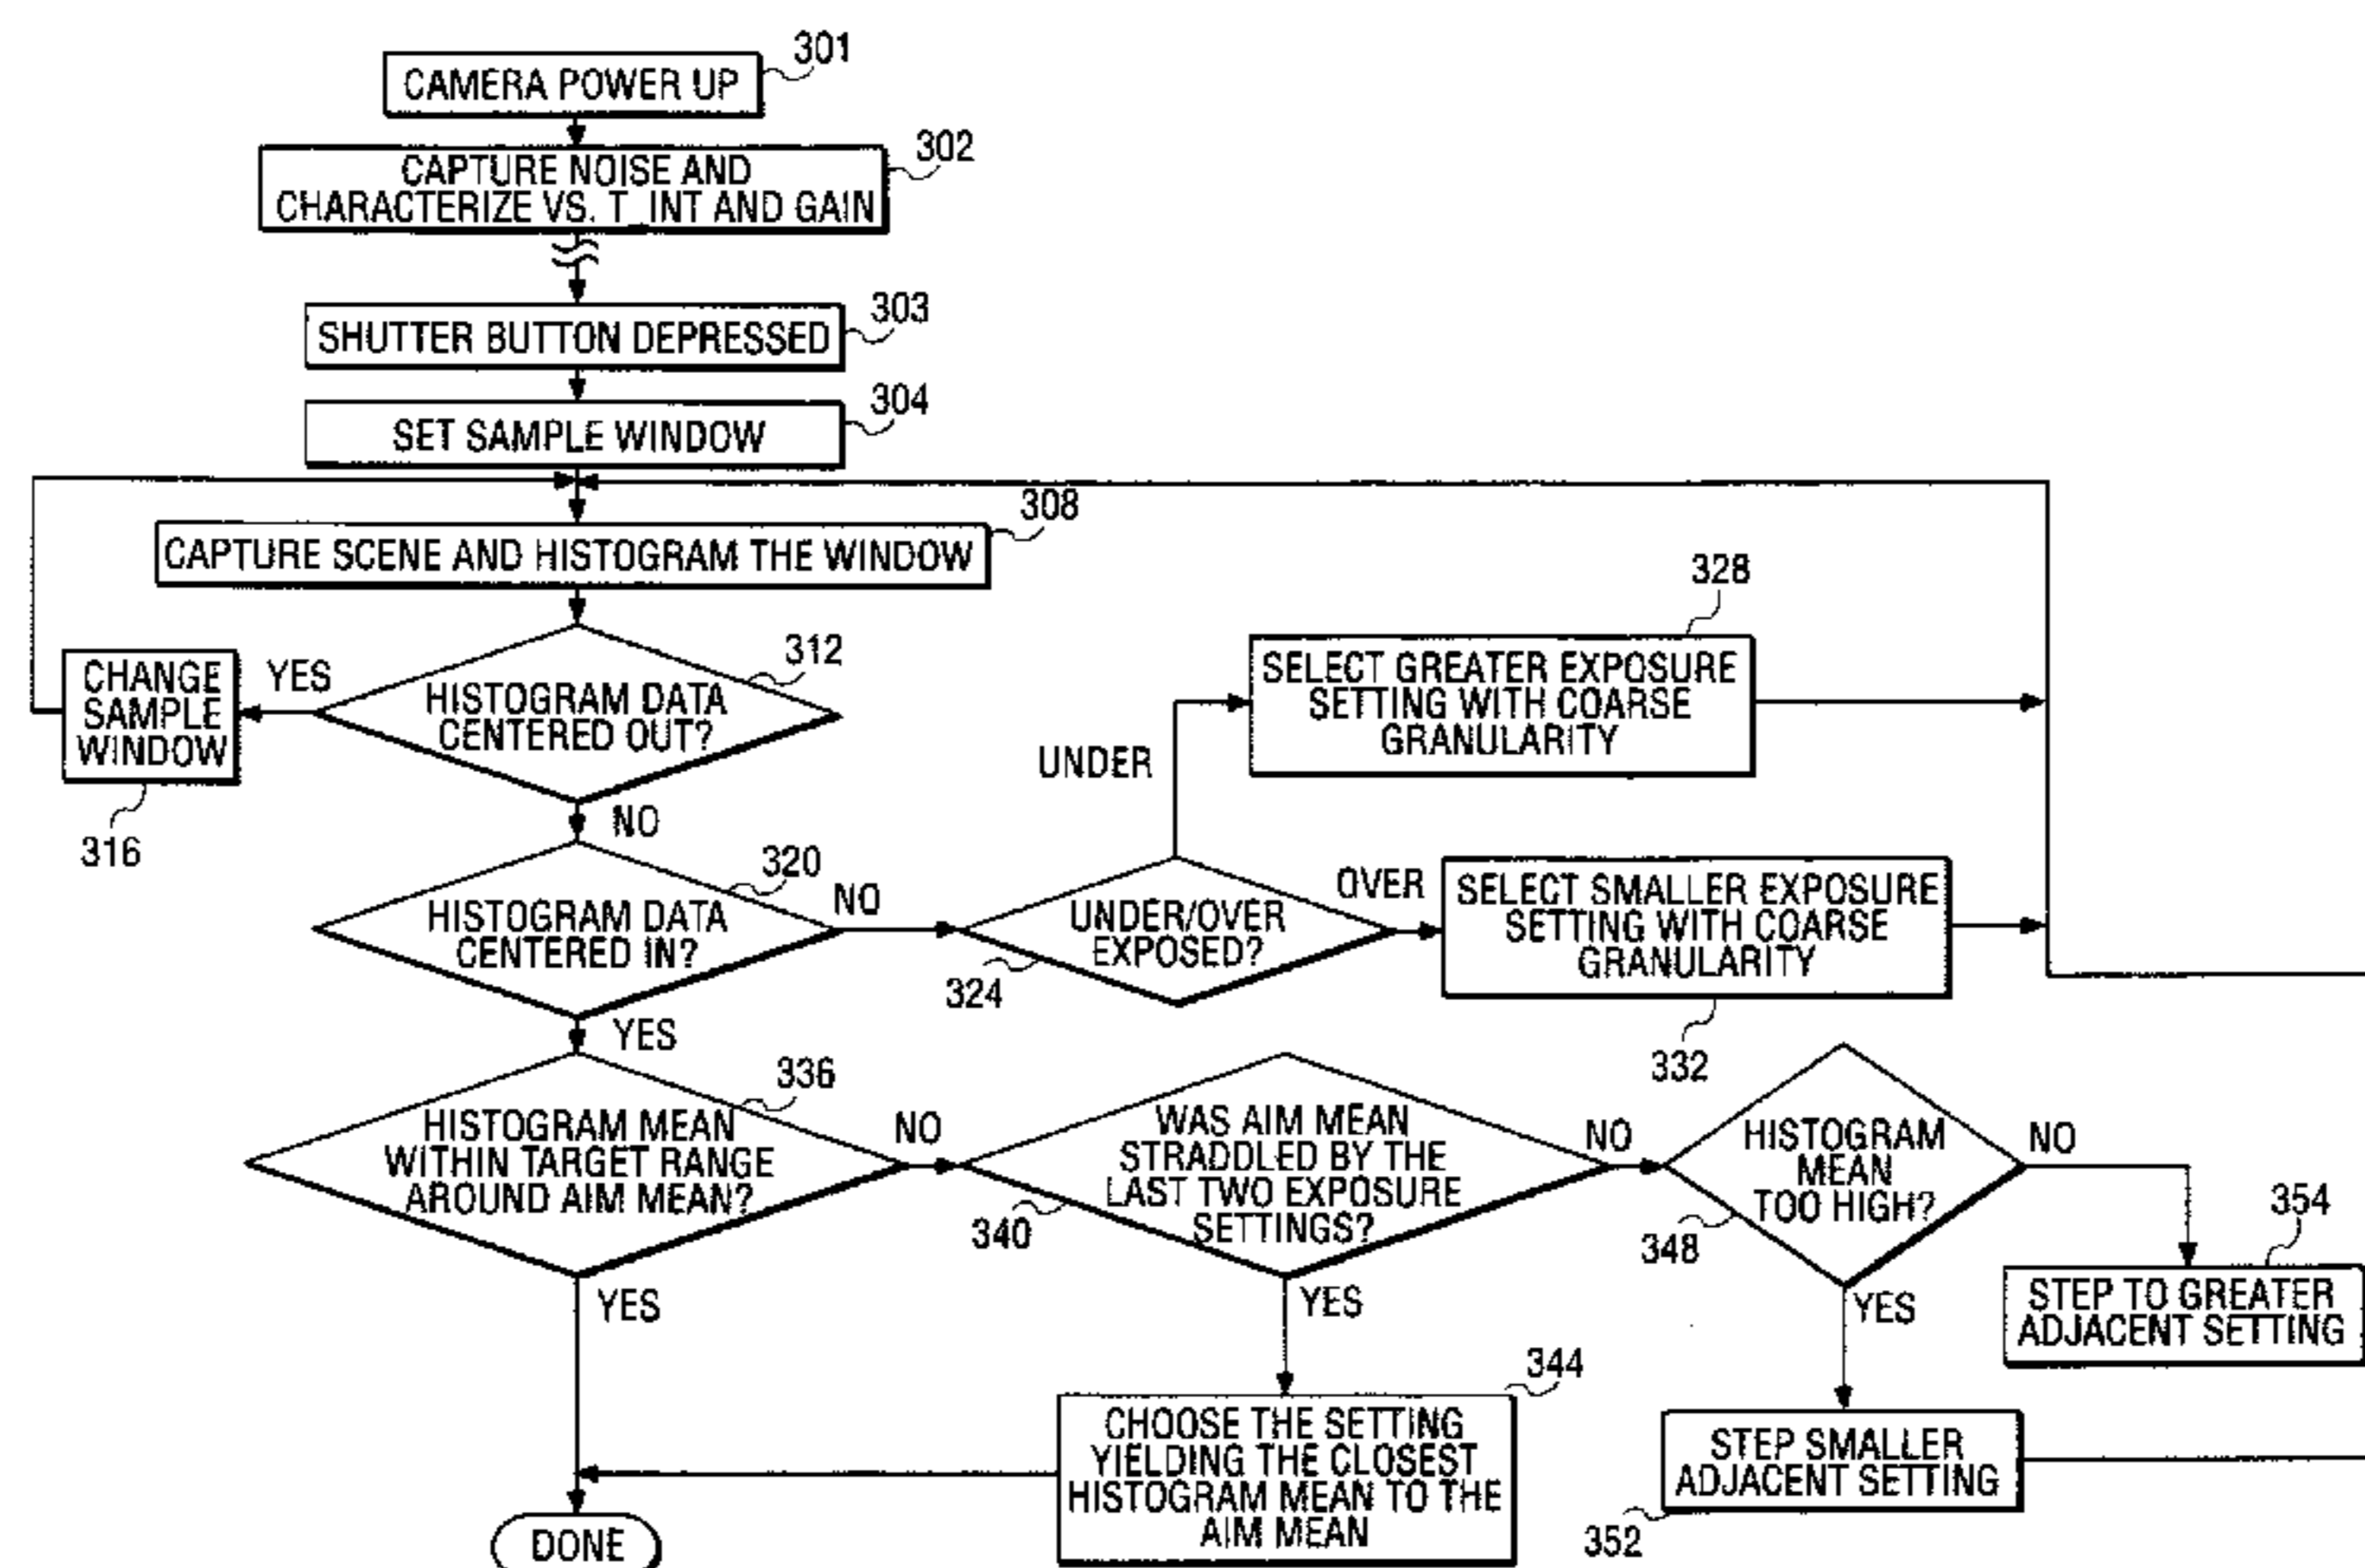 301
CAMERA POWER UP
302
CAPTURE NOISE AND
CHARACTERIZE VS. T_INT AND GAIN
303
SHUTTER BUTTON DEPRESSED
304
SET SAMPLE WINDOW
308
CAPTURE SCENE AND HISTOGRAM THE WINDOW
312
HISTOGRAM DATA
CENTERED OUT?
YES
CHANGE
SAMPLE
WINDOW
316
NO
320
HISTOGRAM DATA
CENTERED IN?
NO
UNDER/OVER
EXPOSED?
324
UNDER
328
SELECT GREATER EXPOSURE
SETTING WITH COARSE
GRANULARITY
OVER
SELECT SMALLER EXPOSURE
SETTING WITH COARSE
GRANULARITY
332
YES
336
HISTOGRAM MEAN
WITHIN TARGET RANGE
AROUND AIM MEAN?
NO
WAS AIM MEAN
STRADDLED BY THE
LAST TWO EXPOSURE
SETTINGS?
340
NO
HISTOGRAM
MEAN
TOO HIGH?
348
NO
354
STEP TO GREATER
ADJACENT SETTING
YES
YES
YES
344
CHOOSE THE SETTING
YIELDING THE CLOSEST
HISTOGRAM MEAN TO THE
AIM MEAN
STEP SMALLER
ADJACENT SETTING
352
DONE